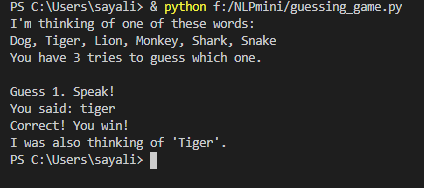 PS C:\Users\sayali> & python f:/NLPmini/guessing_game.py
I'm thinking of one of these words:
Dog, Tiger, Lion, Monkey, Shark, Snake
You have 3 tries to guess which one.
Guess 1. Speak!
You said: tiger
Correct! You win!
I was also thinking of 'Tiger'.
PS C:\Users\sayali>